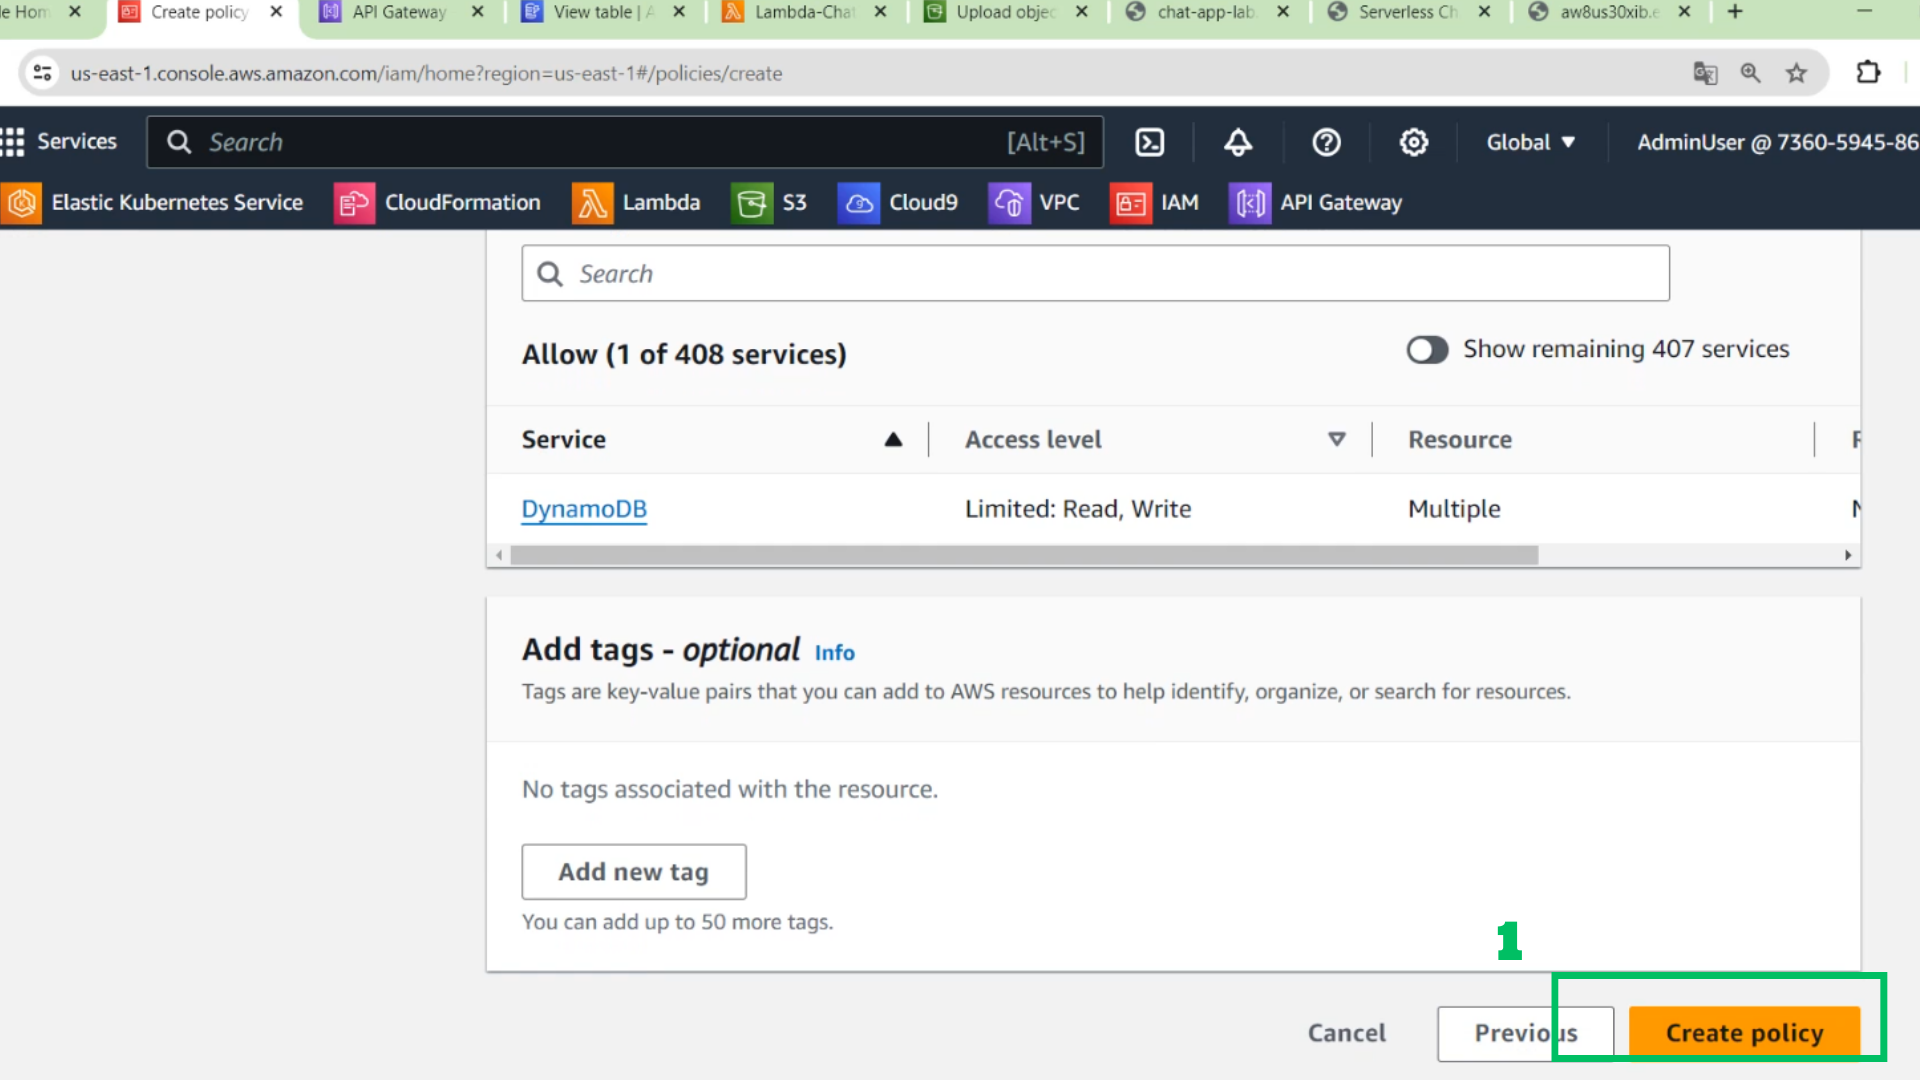 le Hom
Create policy
API Gateway
View table | A
Lambda-Chat
Upload objec
chat-app-lab
Serverless Ch
aw8us30xib.e
us-east-1.console.aws.amazon.com/iam/home?region=us-east-1#/policies/create
Services
Search
[Alt+S]
Global
AdminUser @ 7360-5945-86
Elastic Kubernetes Service
CloudFormation
Lambda
S3
Cloud9
VPC
IAM
API Gateway
Search
Allow (1 of 408 services)
Show remaining 407 services
Service
Access level
Resource
DynamoDB
Limited: Read, Write
Multiple
Add tags - optional Info
Tags are key-value pairs that you can add to AWS resources to help identify, organize, or search for resources.
No tags associated with the resource.
Add new tag
You can add up to 50 more tags.
1
Cancel
Previous
Create policy